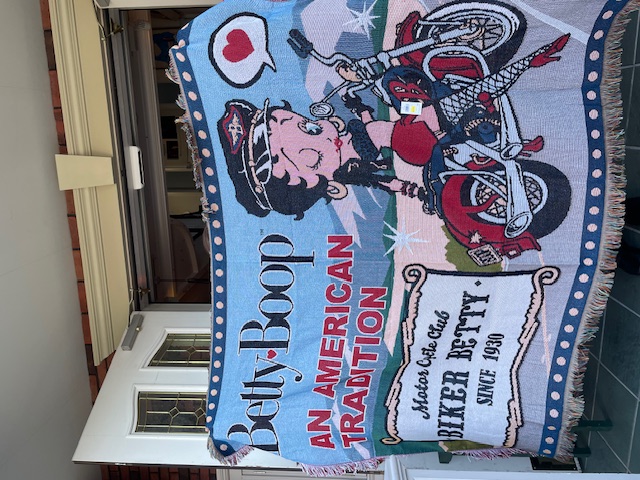 Betty Boop
AN AMERICAN
TRADITION
Motor Cycle Club
BIKER BETTY
SINCE 1930